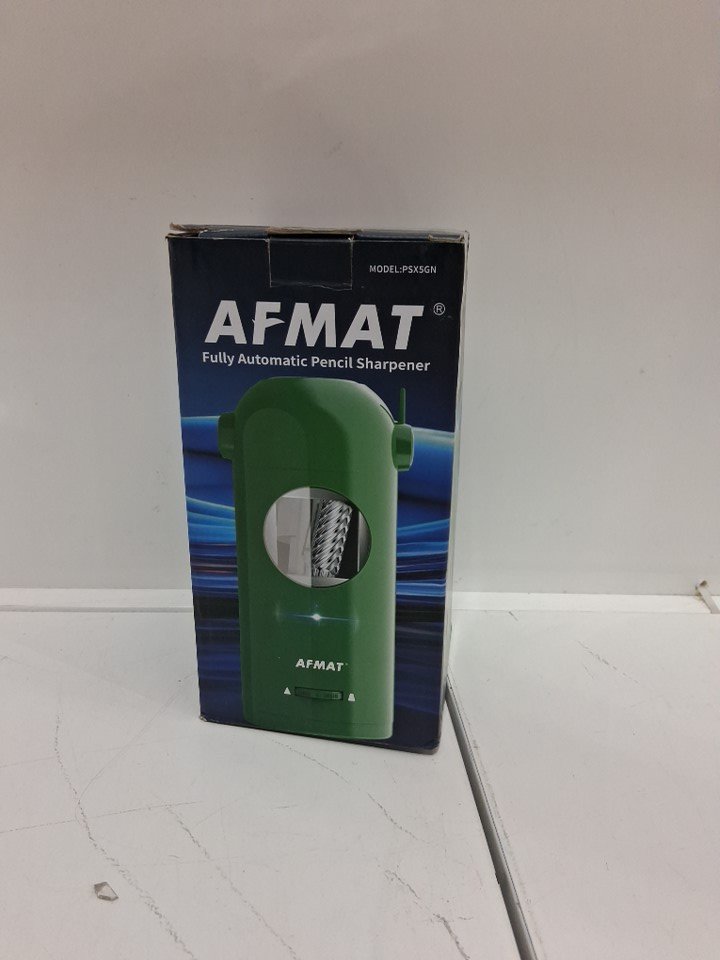 MODEL:PSX5GN
AFMAT®
Fully Automatic Pencil Sharpener
AFMAT